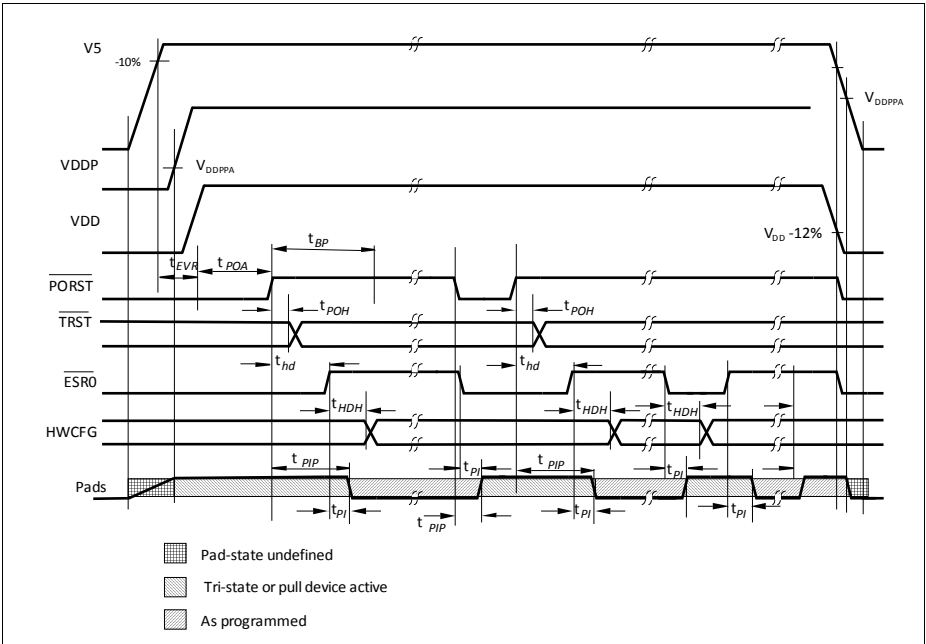 V5
-10%
VDDPPA
VDDP
VDDPPA
VDD
VDD -12%
tBP
tEVR
tPOA
PORST
tPOH
tPOH
TRST
thd
thd
ESR0
tHDH
tHDH
tHDH
HWCFG
tPIP
tPI
tPIP
tPI
Pads
tPI
tPIP
tPI
tPI
Pad-state undefined
Tri-state or pull device active
As programmed